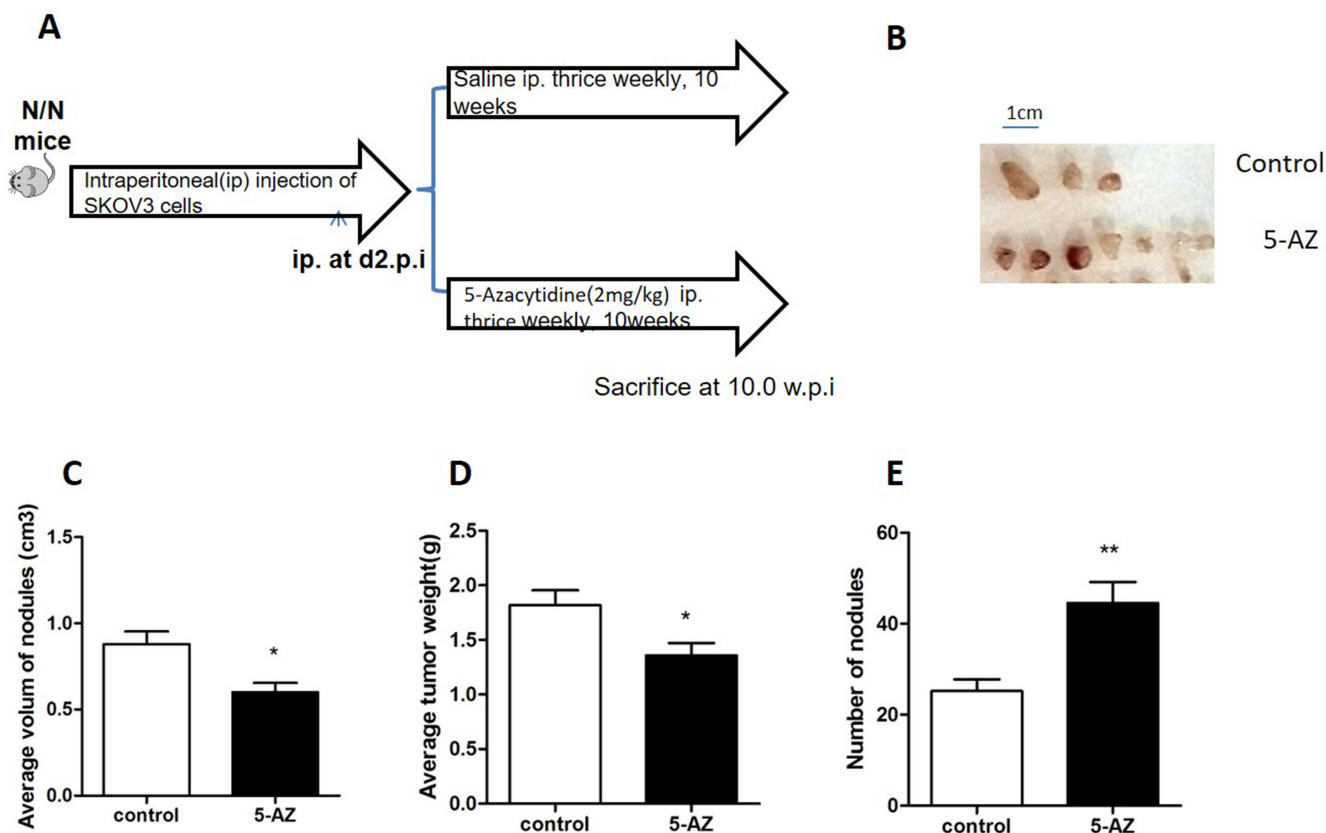 A
N/N
mice
Intraperitoneal(ip) injection of
SKOV3 cells
ip. at d2.p.i
Saline ip. thrice weekly, 10
weeks
5-Azacytidine(2mg/kg) ip.
thrice weekly, 10weeks
Sacrifice at 10.0 w.p.i
B
1cm
Control
5-AZ
C
Average volum of nodules (cm3)
1.5
1.0
0.5
0.0
*
control
5-AZ
D
Average tumor weight(g)
2.5
2.0
1.5
1.0
0.5
0.0
*
control
5-AZ
E
Number of nodules
60
40
20
0
**
control
5-AZ